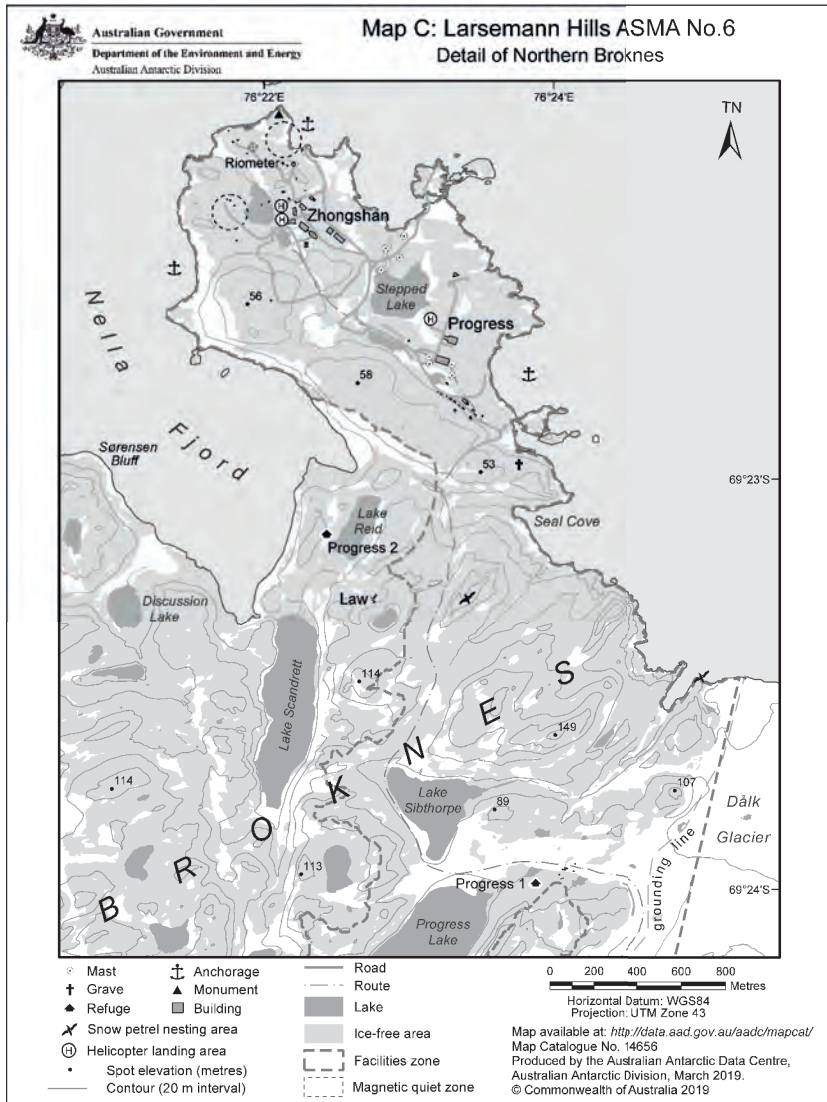 Australian Government
Department of the Environment and Energy
Australian Antarctic Division
Map C: Larsemann Hills ASMA No.6
Detail of Northern Broknes
76°22'E
76°24'E
TN
Riometer
Zhongshan
Stepped
Lake
56
Progress
Nella
Fjord
58
Sørensen
Bluff
53
69°23'S
Lake
Reid
Seal Cove
Progress 2
Discussion
Lake
Law
Lake Scandrett
114
BROKNES
149
114
Lake
Sibthorpe
89
107
Dålk
Glacier
grounding line
113
Progress 1
69°24'S
Progress
Lake
Mast
Grave
Refuge
Snow petrel nesting area
Helicopter landing area
Spot elevation (metres)
Contour (20 m interval)
Anchorage
Monument
Building
Road
Route
Lake
Ice-free area
Facilities zone
Magnetic quiet zone
0 200 400 600 800
Metres
Horizontal Datum: WGS84
Projection: UTM Zone 43
Map available at: http://data.aad.gov.au/aadc/mapcat/
Map Catalogue No. 14656
Produced by the Australian Antarctic Data Centre,
Australian Antarctic Division, March 2019.
© Commonwealth of Australia 2019
H
H
H
H